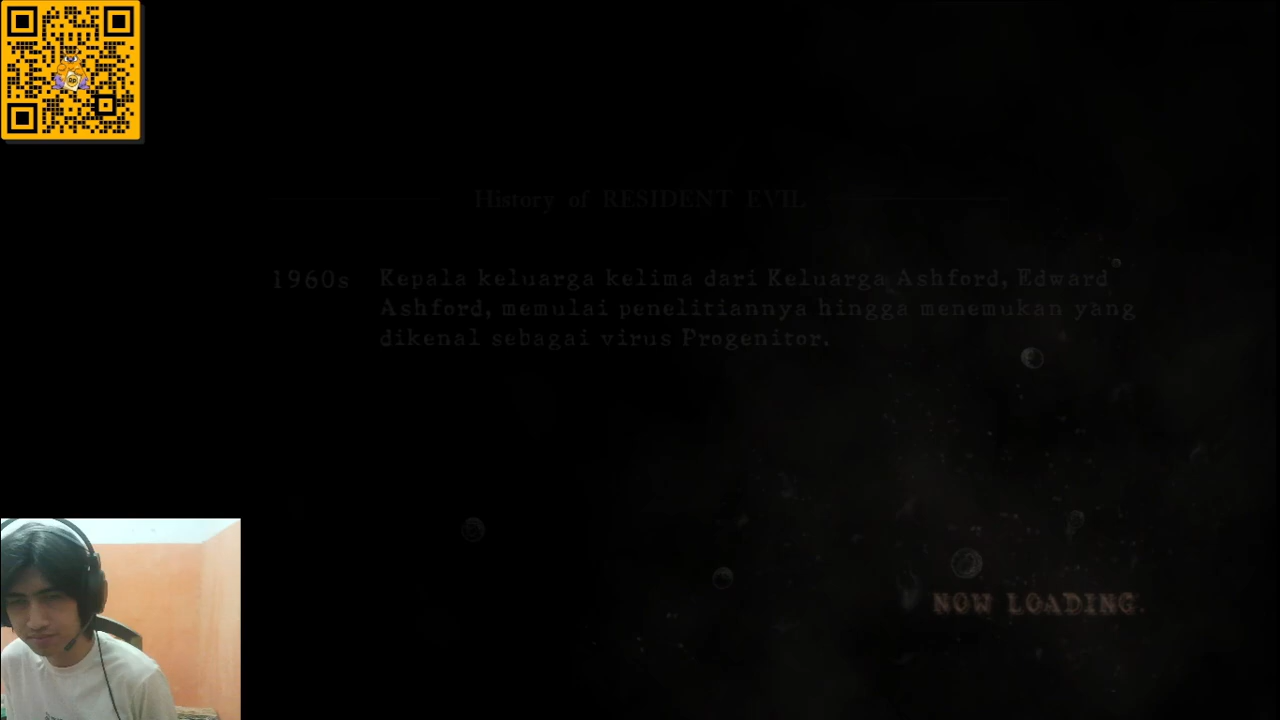 History of RESIDENT EVIL
1960s Kepala keluarga kelima dari Keluarga Ashford, Edward
Ashford, memulai penelitiannya hingga menemukan yang
dikenal sebagai virus Progenitor.
NOW LOADING.